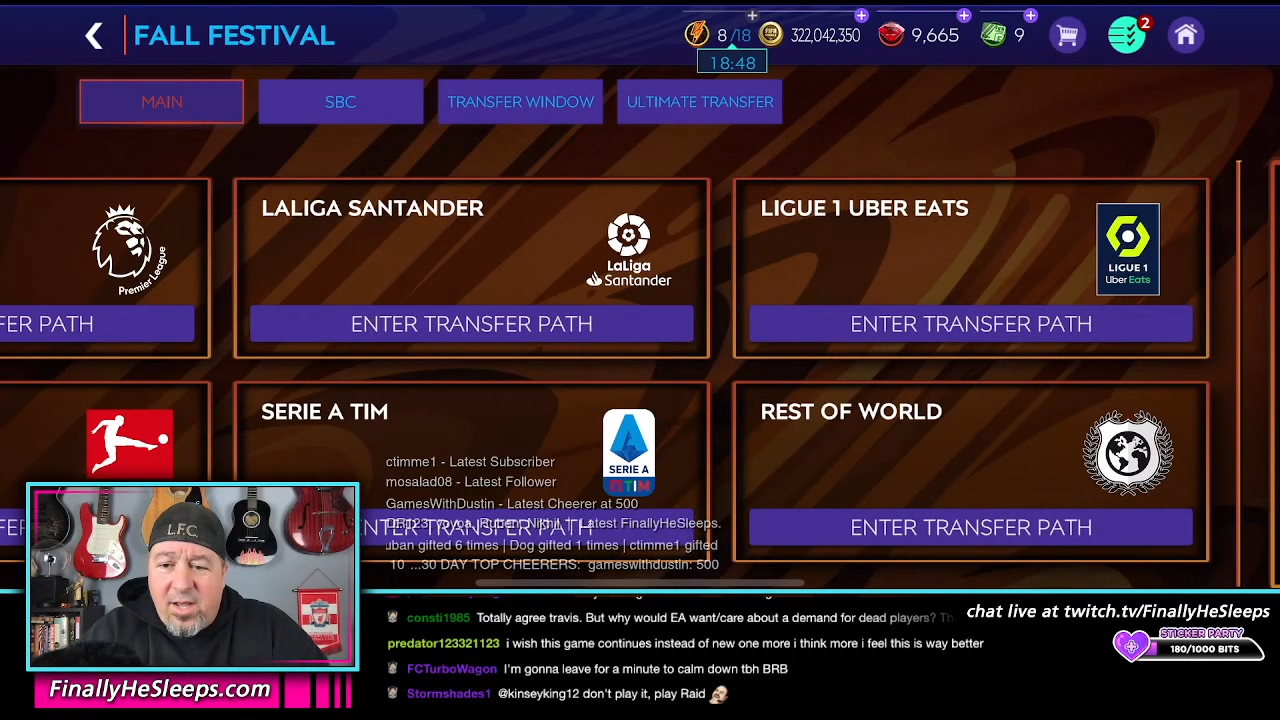 FALL FESTIVAL
8/18
18:48
322,042,350
9,665
9
2
MAIN
SBC
TRANSFER WINDOW
ULTIMATE TRANSFER
Premier League
FER PATH
LALIGA SANTANDER
LaLiga
Santander
ENTER TRANSFER PATH
LIGUE 1 UBER EATS
LIGUE 1
Uber Eats
ENTER TRANSFER PATH
SERIE A TIM
SERIE A
TIM
ENTER TRANSFER PATH
REST OF WORLD
ENTER TRANSFER PATH
ctimme1 - Latest Subscriber
mosalad08 - Latest Follower
GamesWithDustin - Latest Cheerer at 500
Latest FinallyHeSleeps.
uban gifted 6 times | Dog gifted 1 times | ctimme1 gifted
10 ...30 DAY TOP CHEERERS: gameswithdustin: 500
L.F.C.
FinallyHeSleeps.com
consti1985 Totally agree travis. But why would EA want/care about a demand for dead players? Th
predator123321123 i wish this game continues instead of new one more i think more i feel this is way better
FCTurboWagon I'm gonna leave for a minute to calm down tbh BRB
Stormshades1 @kinseyking12 don't play it, play Raid
chat live at twitch.tv/FinallyHeSleeps
STICKER PARTY
180/1000 BITS